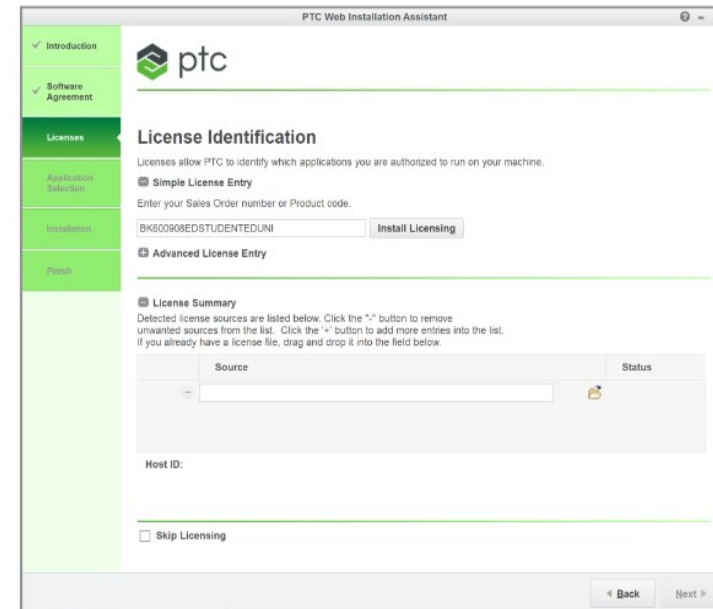 PTC Web Installation Assistant
Introduction
Software
Agreement
Licenses
Application
Selection
Installation
Finish
ptc
License Identification
Licenses allow PTC to identify which applications you are authorized to run on your machine.
Simple License Entry
Enter your Sales Order number or Product code.
BK600908EDSTUDENTEDUNI
Install Licensing
Advanced License Entry
License Summary
Detected license sources are listed below. Click the "-" button to remove
unwanted sources from the list. Click the '+' button to add more entries into the list.
If you already have a license file, drag and drop it into the field below.
Source Status
Host ID:
Skip Licensing
Back Next